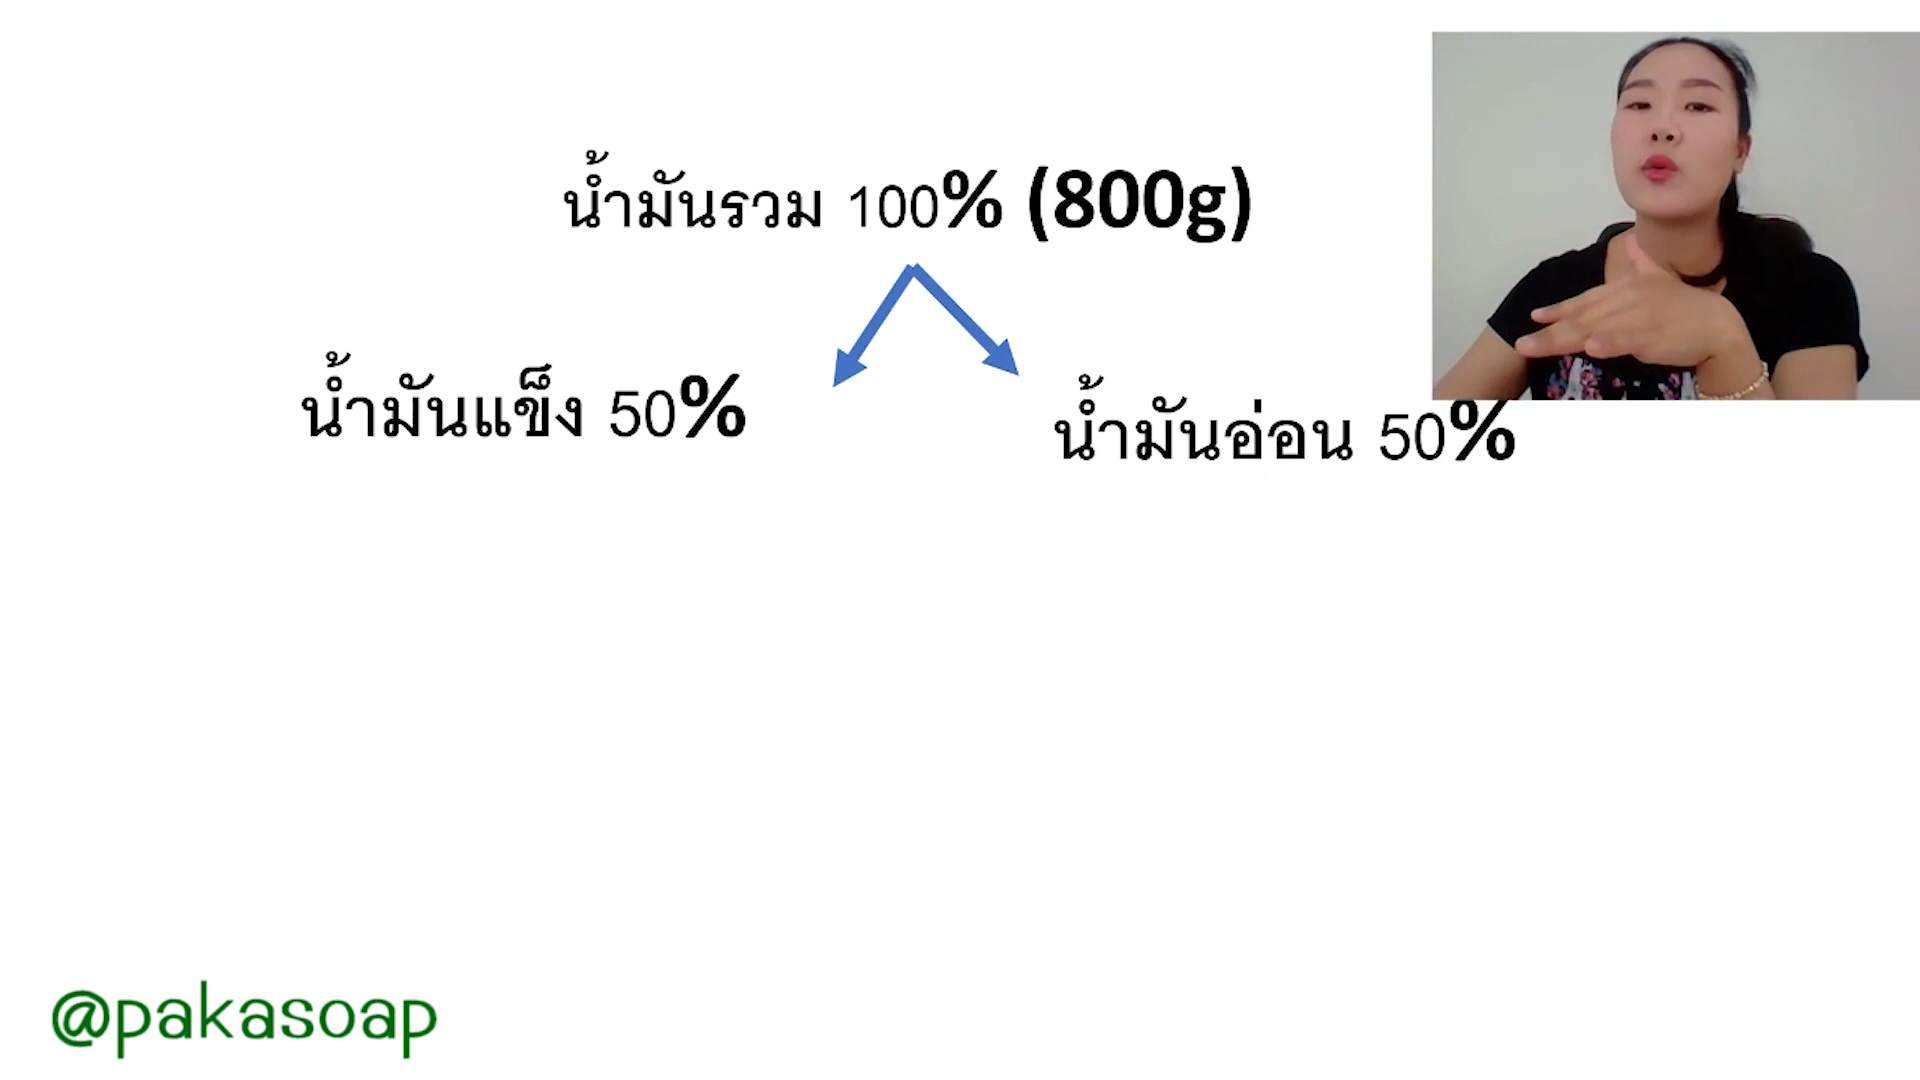 น้ำมันรวม 100% (800g)
น้ำมันแข็ง 50%
น้ำมันอ่อน 50%
@pakasoap